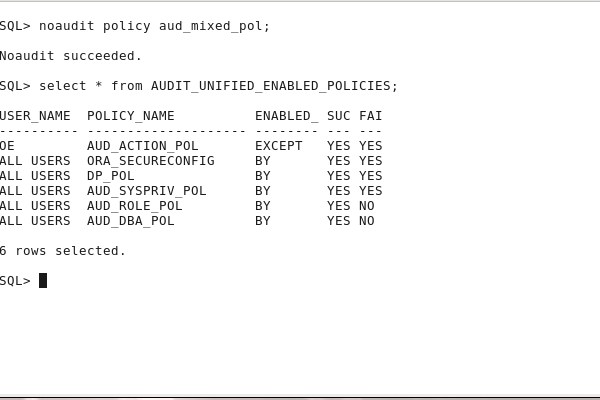 SQL> noaudit policy aud_mixed_pol;
Noaudit succeeded.
SQL> select * from AUDIT_UNIFIED_ENABLED_POLICIES;
USER_NAME  POLICY_NAME          ENABLED_ SUC FAI
---------- -------------------- -------- --- ---
OE         AUD_ACTION_POL       EXCEPT   YES YES
ALL USERS  ORA_SECURECONFIG     BY       YES YES
ALL USERS  DP_POL               BY       YES YES
ALL USERS  AUD_SYSPRIV_POL      BY       YES YES
ALL USERS  AUD_ROLE_POL         BY       YES NO
ALL USERS  AUD_DBA_POL          BY       YES NO
6 rows selected.
SQL>